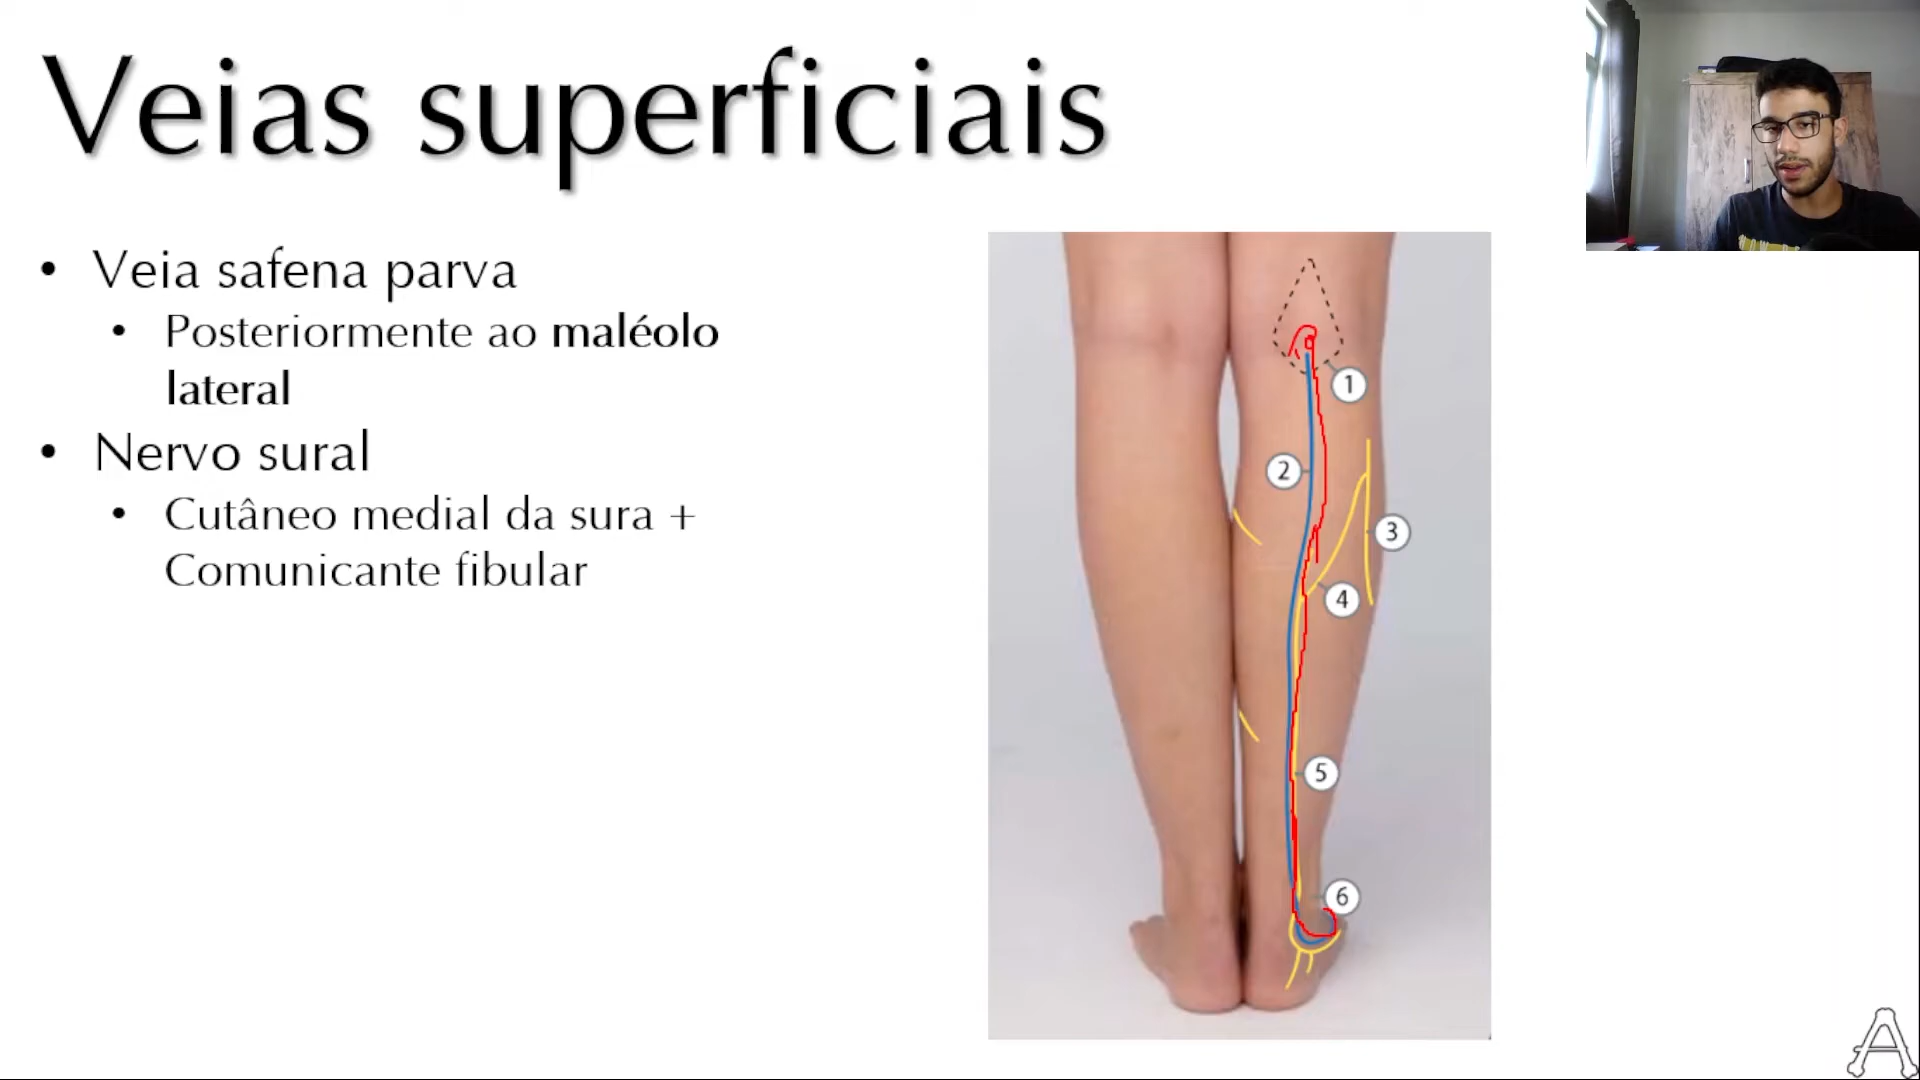 Veias superficiais
• Veia safena parva
• Posteriormente ao maléolo
lateral
• Nervo sural
• Cutâneo medial da sura +
Comunicante fibular
1
2
3
4
5
6
A